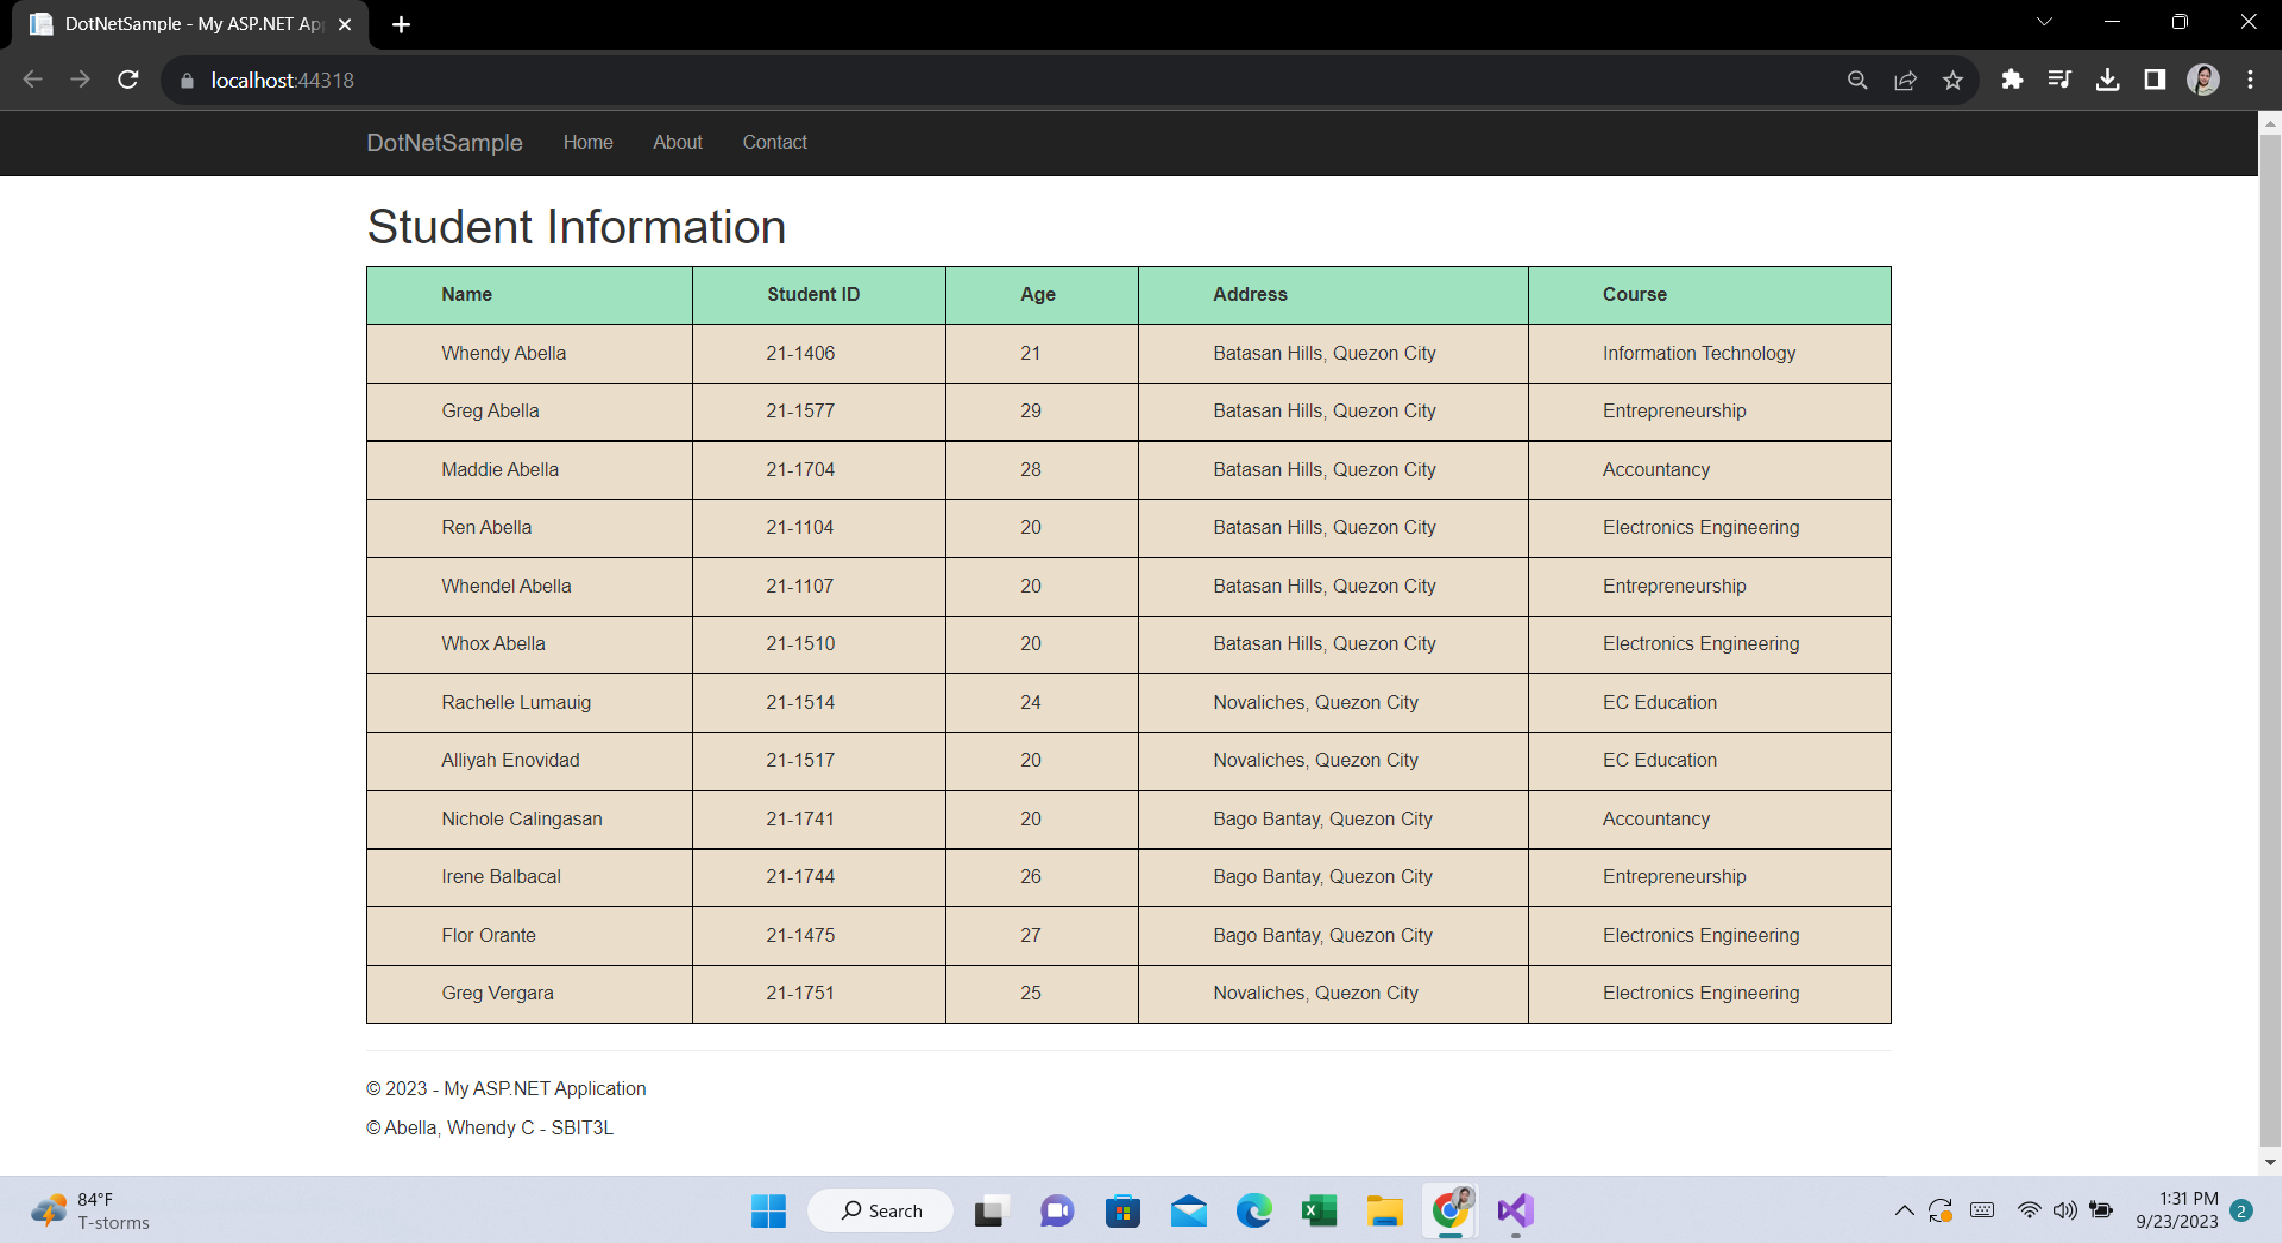 DotNetSample - My ASP.NET Ap
localhost:44318
DotNetSample Home About Contact
Student Information
Name Student ID Age Address Course
Whendy Abella 21-1406 21 Batasan Hills, Quezon City Information Technology
Greg Abella 21-1577 29 Batasan Hills, Quezon City Entrepreneurship
Maddie Abella 21-1704 28 Batasan Hills, Quezon City Accountancy
Ren Abella 21-1104 20 Batasan Hills, Quezon City Electronics Engineering
Whendel Abella 21-1107 20 Batasan Hills, Quezon City Entrepreneurship
Whox Abella 21-1510 20 Batasan Hills, Quezon City Electronics Engineering
Rachelle Lumauig 21-1514 24 Novaliches, Quezon City EC Education
Alliyah Enovidad 21-1517 20 Novaliches, Quezon City EC Education
Nichole Calingasan 21-1741 20 Bago Bantay, Quezon City Accountancy
Irene Balbacal 21-1744 26 Bago Bantay, Quezon City Entrepreneurship
Flor Orante 21-1475 27 Bago Bantay, Quezon City Electronics Engineering
Greg Vergara 21-1751 25 Novaliches, Quezon City Electronics Engineering
© 2023 - My ASP.NET Application
© Abella, Whendy C - SBIT3L
84°F
T-storms
Search
1:31 PM
9/23/2023
2